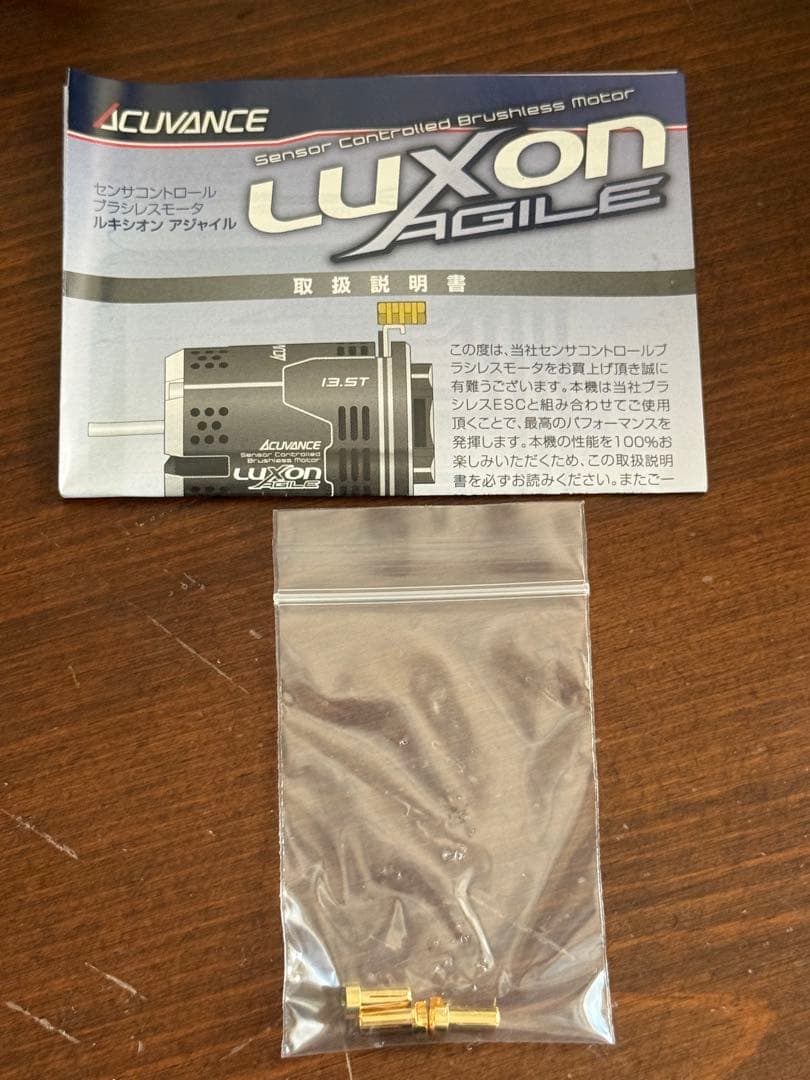 ACUVANCE
Sensor Controlled Brushless Motor
LUXON
AGILE
センサコントロール
ブラシレスモータ
ルキシオン アジャイル
取扱説明書
この度は、当社センサコントロールブ
ラシレスモータをお買上げ頂き誠に
有難うございます。本機は当社ブラ
シレスESCと組み合わせてご使用
頂くことで、最高のパフォーマンスを
発揮します。本機の性能を100%お
楽しみいただくため、この取扱説明
書を必ずお読みください。またご一
ACUVANCE
13.5T
ACUVANCE
Sensor Controlled
Brushless Motor
LUXON
AGILE